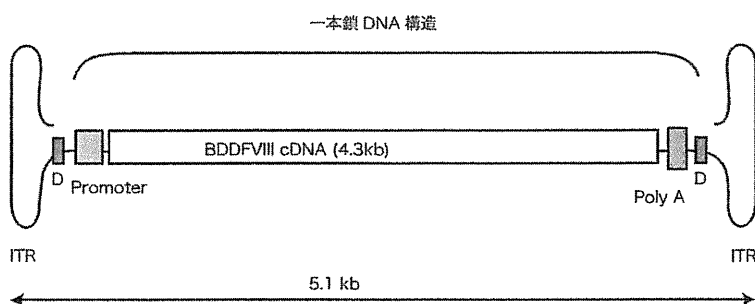 一本鎖 DNA 構造
BDDFVIII cDNA (4.3kb)
D
Promoter
Poly A
D
ITR
ITR
5.1 kb